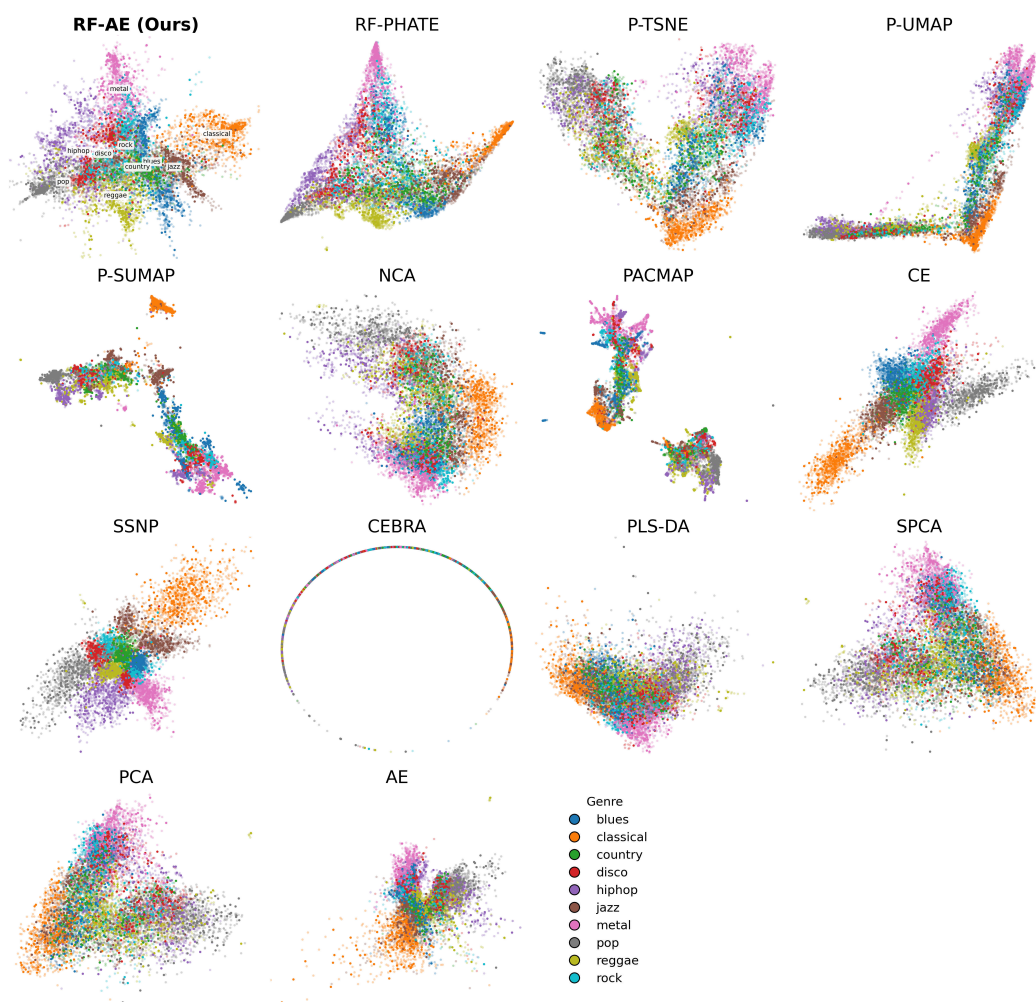 RF-AE (Ours)
RF-PHATE
P-TSNE
P-UMAP
metal
classical
rock
hiphop
disco
blues
country
jazz
pop
reggae
P-SUMAP
NCA
PACMAP
CE
SSNP
CEBRA
PLS-DA
SPCA
PCA
AE
Genre
blues
classical
country
disco
hiphop
jazz
metal
pop
reggae
rock